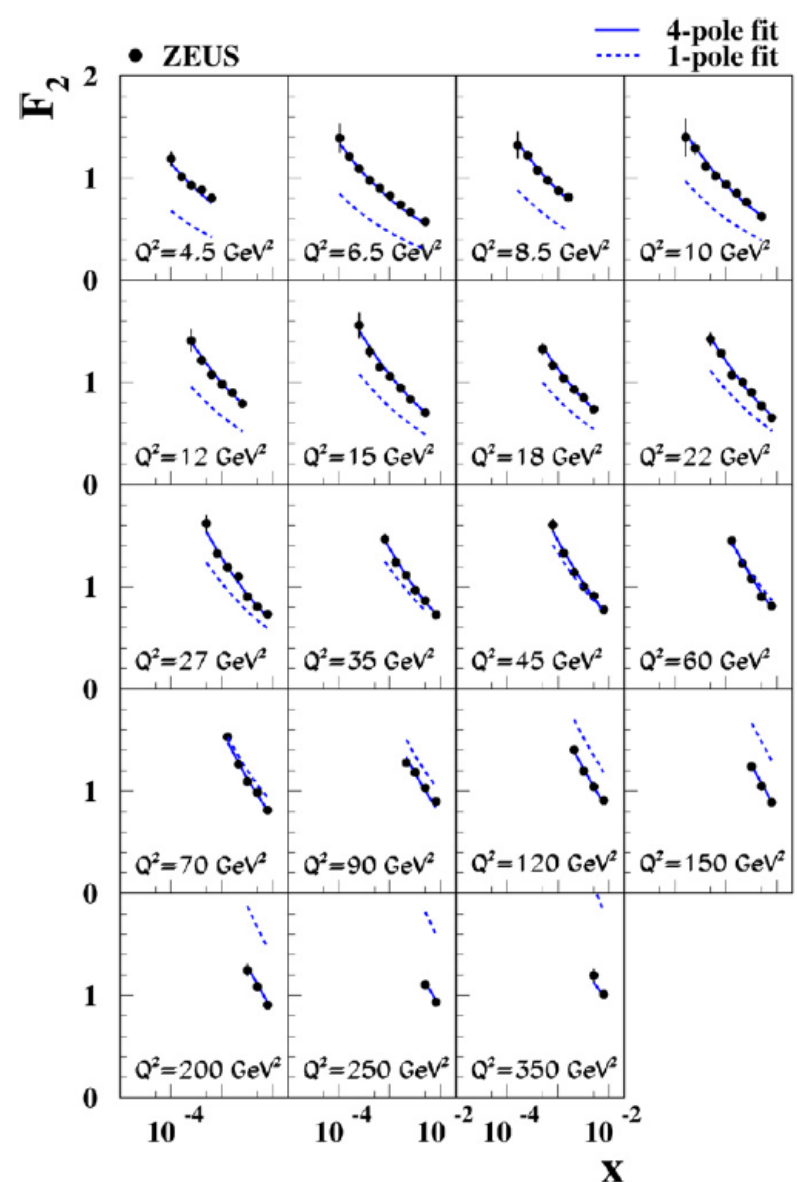 4-pole fit
ZEUS
1-pole fit
F₂
2
1
Q²=4.5 GeV²
Q²=6.5 GeV²
Q²=8.5 GeV²
Q²=10 GeV²
0
1
Q²=12 GeV²
Q²=15 GeV²
Q²=18 GeV²
Q²=22 GeV²
0
1
Q²=27 GeV²
Q²=35 GeV²
Q²=45 GeV²
Q²=60 GeV²
0
1
Q²=70 GeV²
Q²=90 GeV²
Q²=120 GeV²
Q²=150 GeV²
0
1
Q²=200 GeV²
Q²=250 GeV²
Q²=350 GeV²
0
10⁻⁴ 10⁻⁴ 10⁻² 10⁻⁴ 10⁻²
x